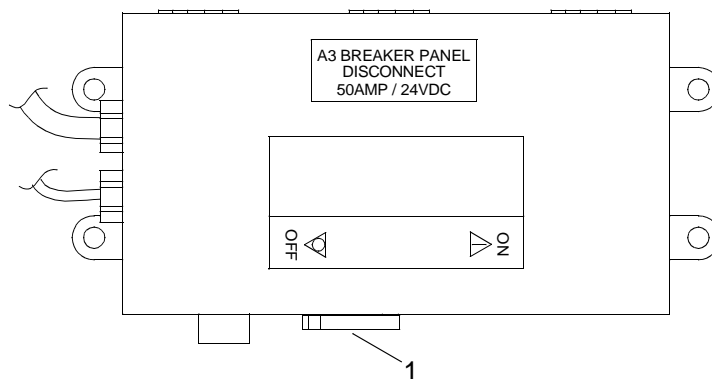 A3 BREAKER PANEL
DISCONNECT
50AMP / 24VDC
OFF
ON
1